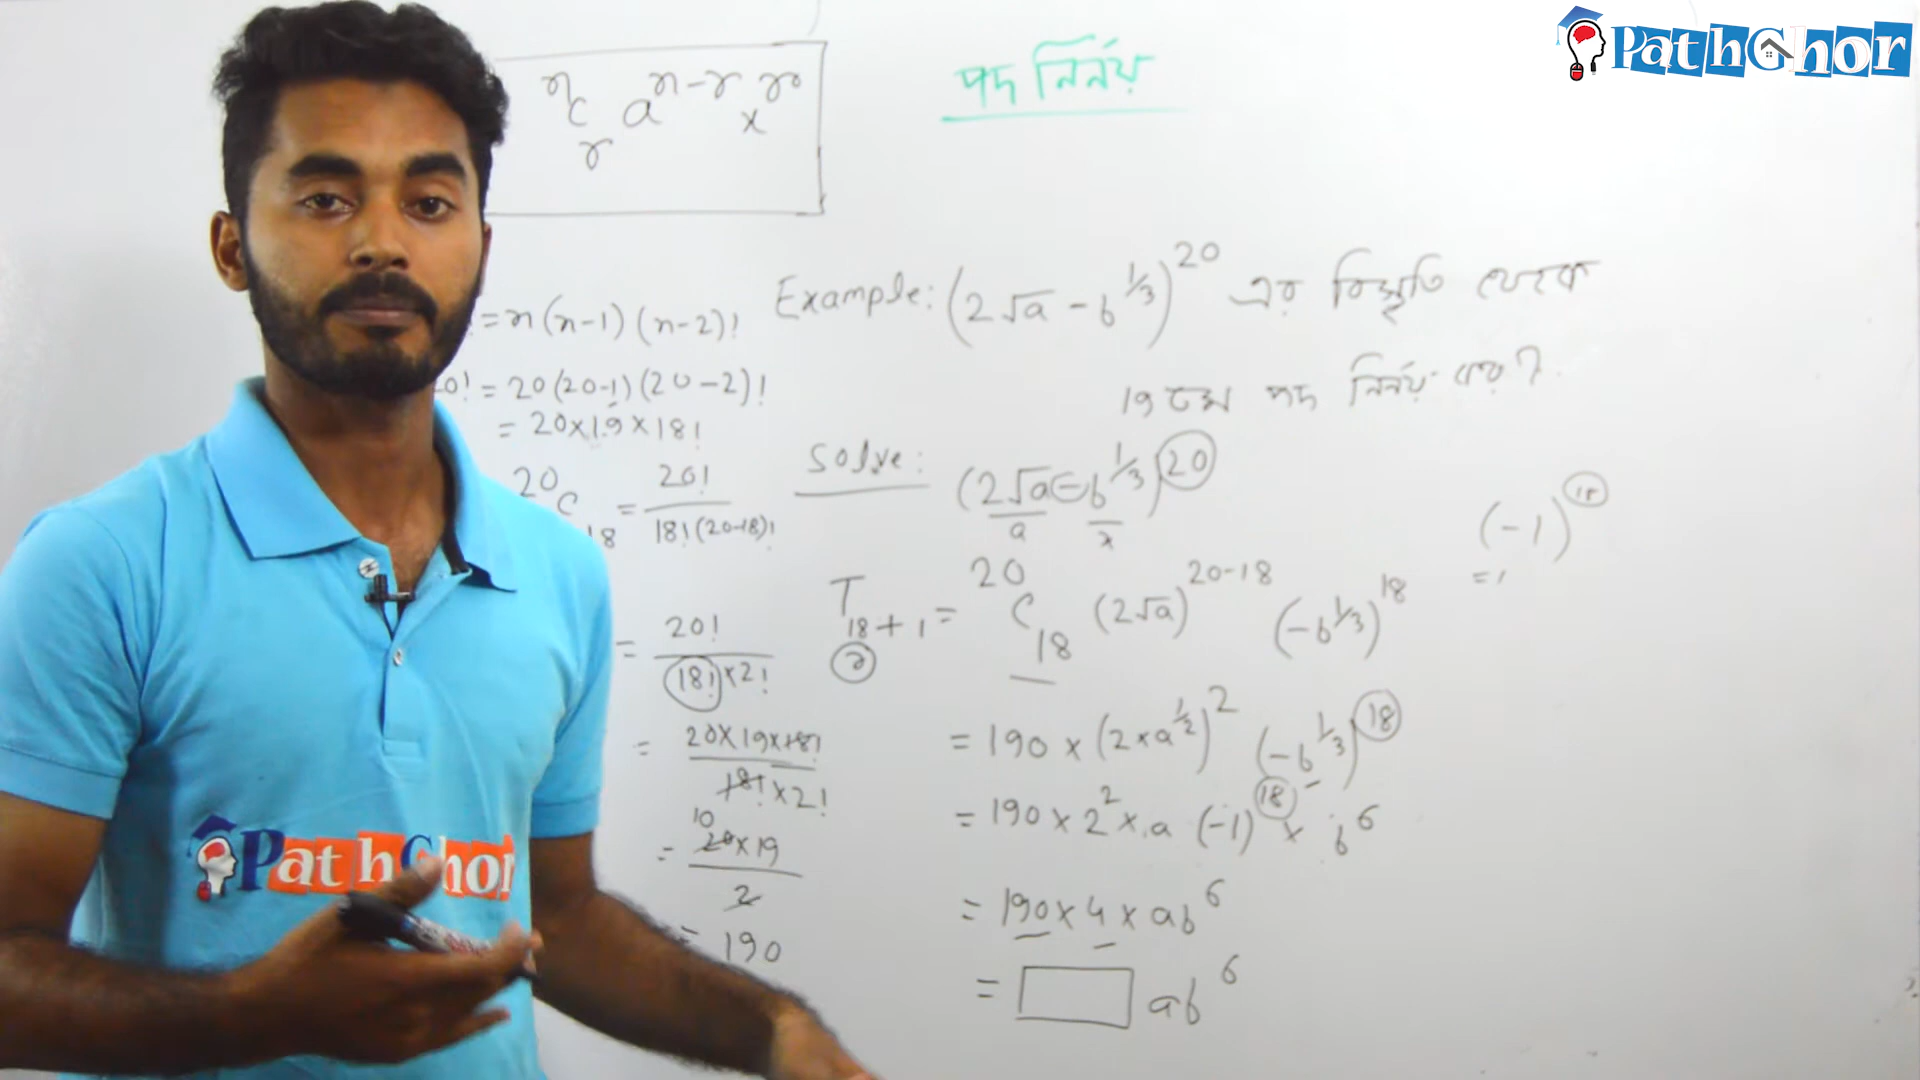 PathGhor
পদ নির্নয়
ⁿCᵣ aⁿ⁻ʳ xʳ
Example: (2√a - b^1/3)^20 এর বিস্তৃতি থেকে
19 তম পদ নির্নয় কর?
! = n(n-1)(n-2)!
20! = 20(20-1)(20-2)!
= 20×19×18!
20C18 = 20!/18!(20-18)!
= 20!/18!×2!
= 20×19×18!/18!×2!
10
= 20×19/2
= 190
Solve: (2√a - b^1/3)^20
a x
T18+1 = 20C18 (2√a)^20-18 (-b^1/3)^18
r
= 190 × (2×a^1/2)^2 (-b^1/3)^18
= 190 × 2^2 × a (-1)^18 × b^6
= 190 × 4 × ab^6
= ab^6
(-1)^18
= 1
PathGhor